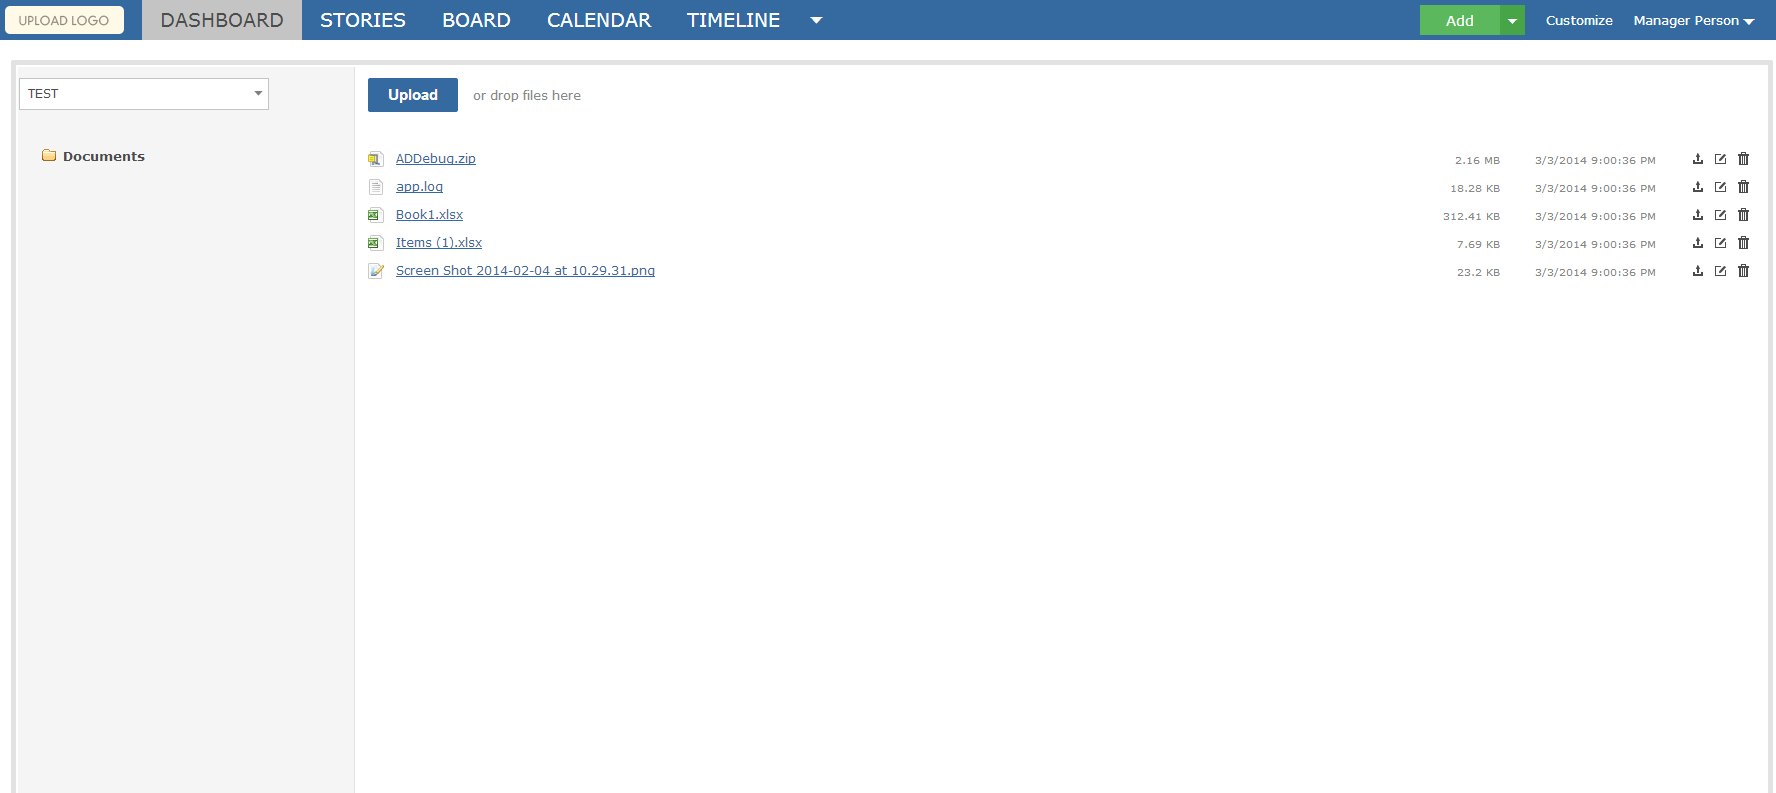 UPLOAD LOGO DASHBOARD STORIES BOARD CALENDAR TIMELINE Add Customize Manager Person
TEST
Upload or drop files here
Documents
ADDebug.zip 2.16 MB 3/3/2014 9:00:36 PM
app.log 18.28 KB 3/3/2014 9:00:36 PM
Book1.xlsx 312.41 KB 3/3/2014 9:00:36 PM
Items (1).xlsx 7.69 KB 3/3/2014 9:00:36 PM
Screen Shot 2014-02-04 at 10.29.31.png 23.2 KB 3/3/2014 9:00:36 PM